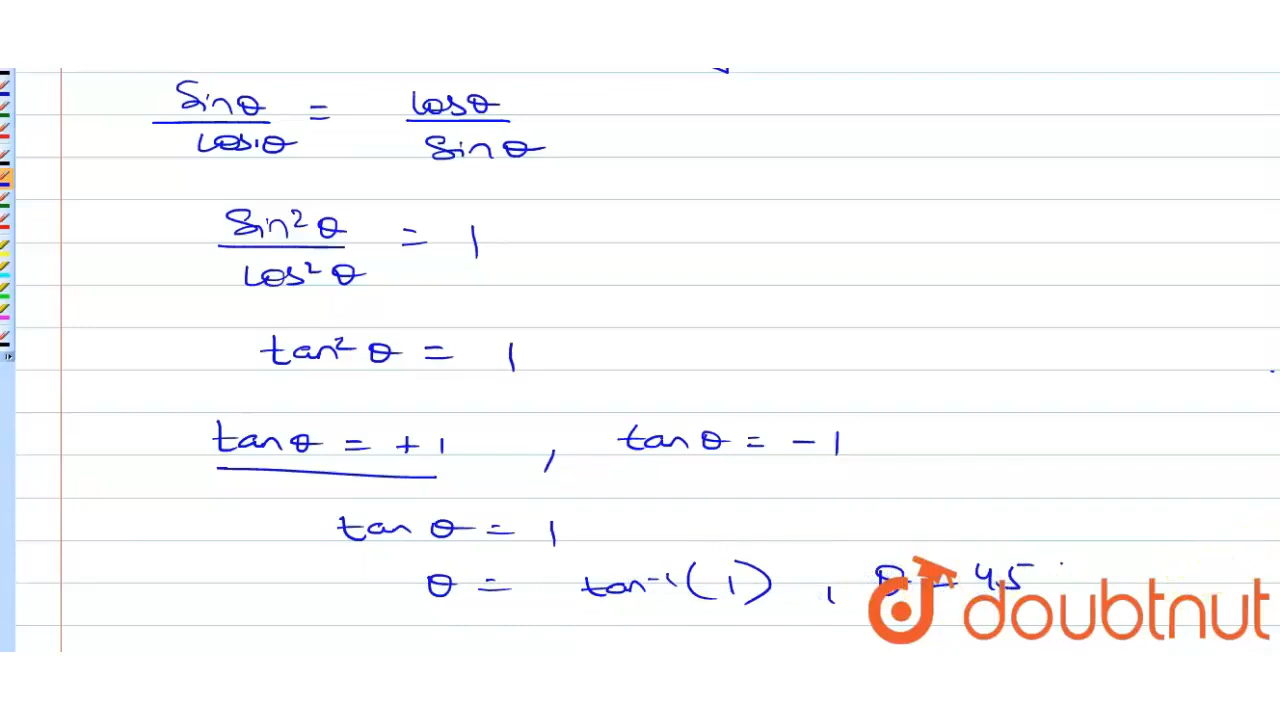 sinθ/cosθ = cosθ/sinθ
sin²θ/cos²θ = 1
tan²θ = 1
tanθ = +1 , tanθ = -1
tanθ = 1
θ = tan⁻¹(1) , θ = 45
doubtnut